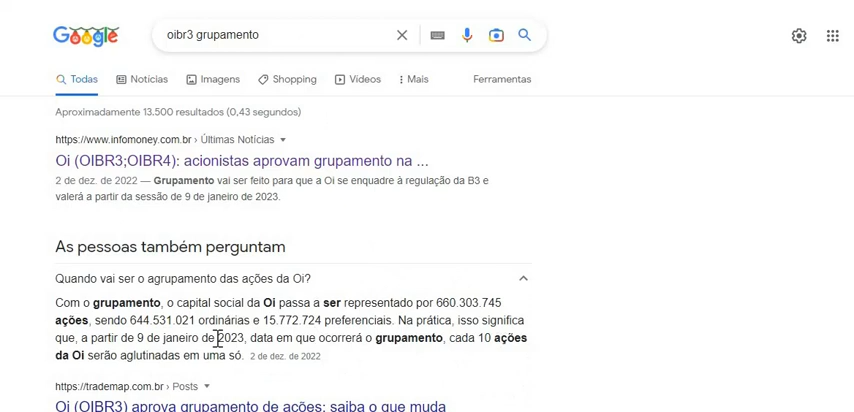 Google
oibr3 grupamento
Todas Notícias Imagens Shopping Vídeos Mais Ferramentas
Aproximadamente 13.500 resultados (0,43 segundos)
https://www.infomoney.com.br › Últimas Notícias
Oi (OIBR3;OIBR4): acionistas aprovam grupamento na ...
2 de dez. de 2022 — Grupamento vai ser feito para que a Oi se enquadre à regulação da B3 e
valerá a partir da sessão de 9 de janeiro de 2023.
As pessoas também perguntam
Quando vai ser o agrupamento das ações da Oi?
Com o grupamento, o capital social da Oi passa a ser representado por 660.303.745
ações, sendo 644.531.021 ordinárias e 15.772.724 preferenciais. Na prática, isso significa
que, a partir de 9 de janeiro de 2023, data em que ocorrerá o grupamento, cada 10 ações
da Oi serão aglutinadas em uma só. 2 de dez. de 2022
https://trademap.com.br › Posts
Oi (OIBR3) aprova grupamento de ações; saiba o que muda